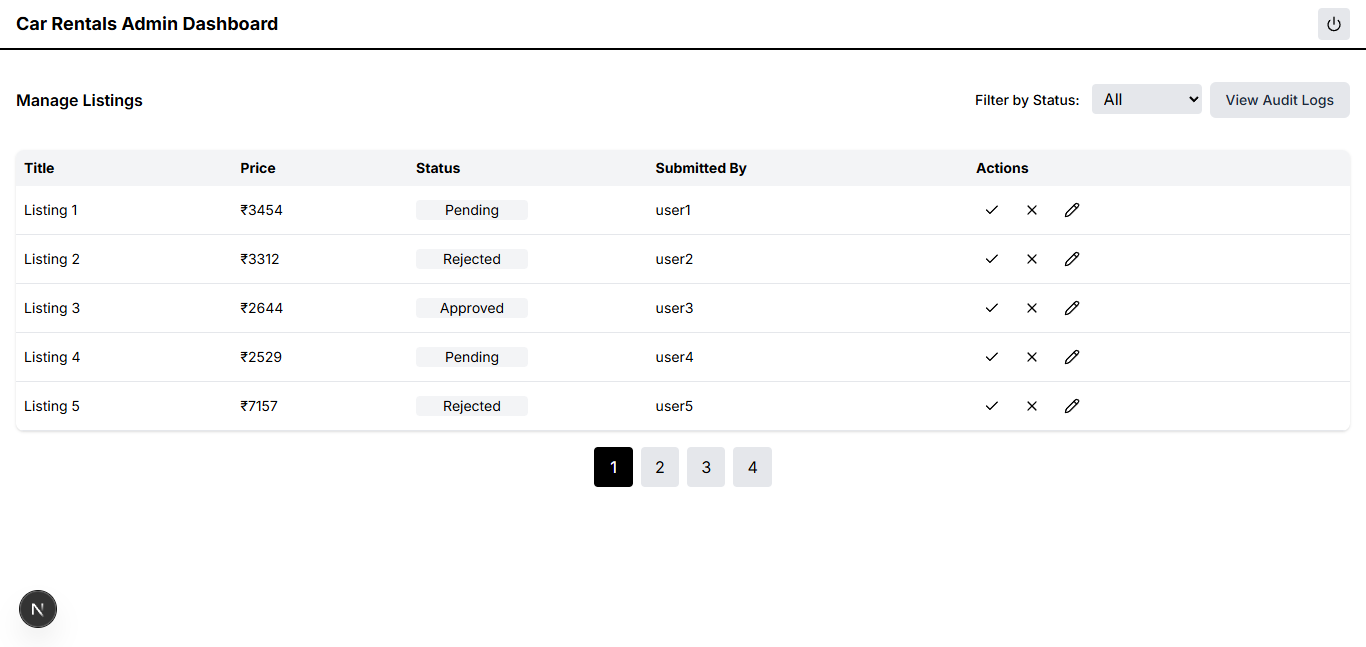 Car Rentals Admin Dashboard
Manage Listings Filter by Status: All View Audit Logs
Title Price Status Submitted By Actions
Listing 1 ₹3454 Pending user1
Listing 2 ₹3312 Rejected user2
Listing 3 ₹2644 Approved user3
Listing 4 ₹2529 Pending user4
Listing 5 ₹7157 Rejected user5
1 2 3 4
N